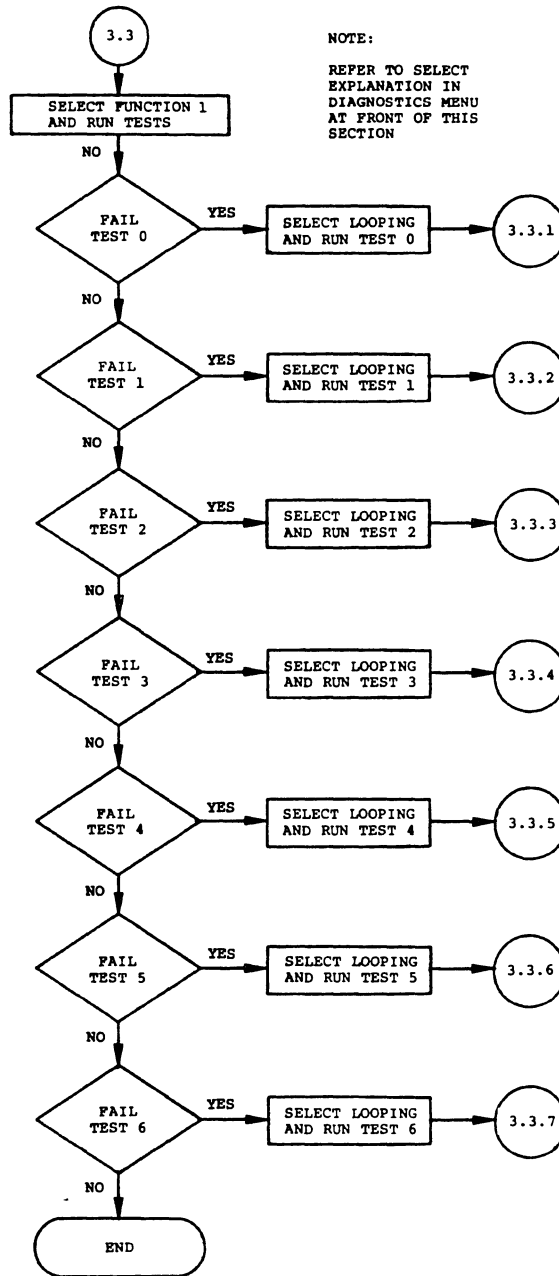 3.3
NOTE:
REFER TO SELECT
EXPLANATION IN
DIAGNOSTICS MENU
AT FRONT OF THIS
SECTION
SELECT FUNCTION 1
AND RUN TESTS
NO
FAIL
TEST 0
YES
SELECT LOOPING
AND RUN TEST 0
3.3.1
NO
FAIL
TEST 1
YES
SELECT LOOPING
AND RUN TEST 1
3.3.2
NO
FAIL
TEST 2
YES
SELECT LOOPING
AND RUN TEST 2
3.3.3
NO
FAIL
TEST 3
YES
SELECT LOOPING
AND RUN TEST 3
3.3.4
NO
FAIL
TEST 4
YES
SELECT LOOPING
AND RUN TEST 4
3.3.5
NO
FAIL
TEST 5
YES
SELECT LOOPING
AND RUN TEST 5
3.3.6
NO
FAIL
TEST 6
YES
SELECT LOOPING
AND RUN TEST 6
3.3.7
NO
END